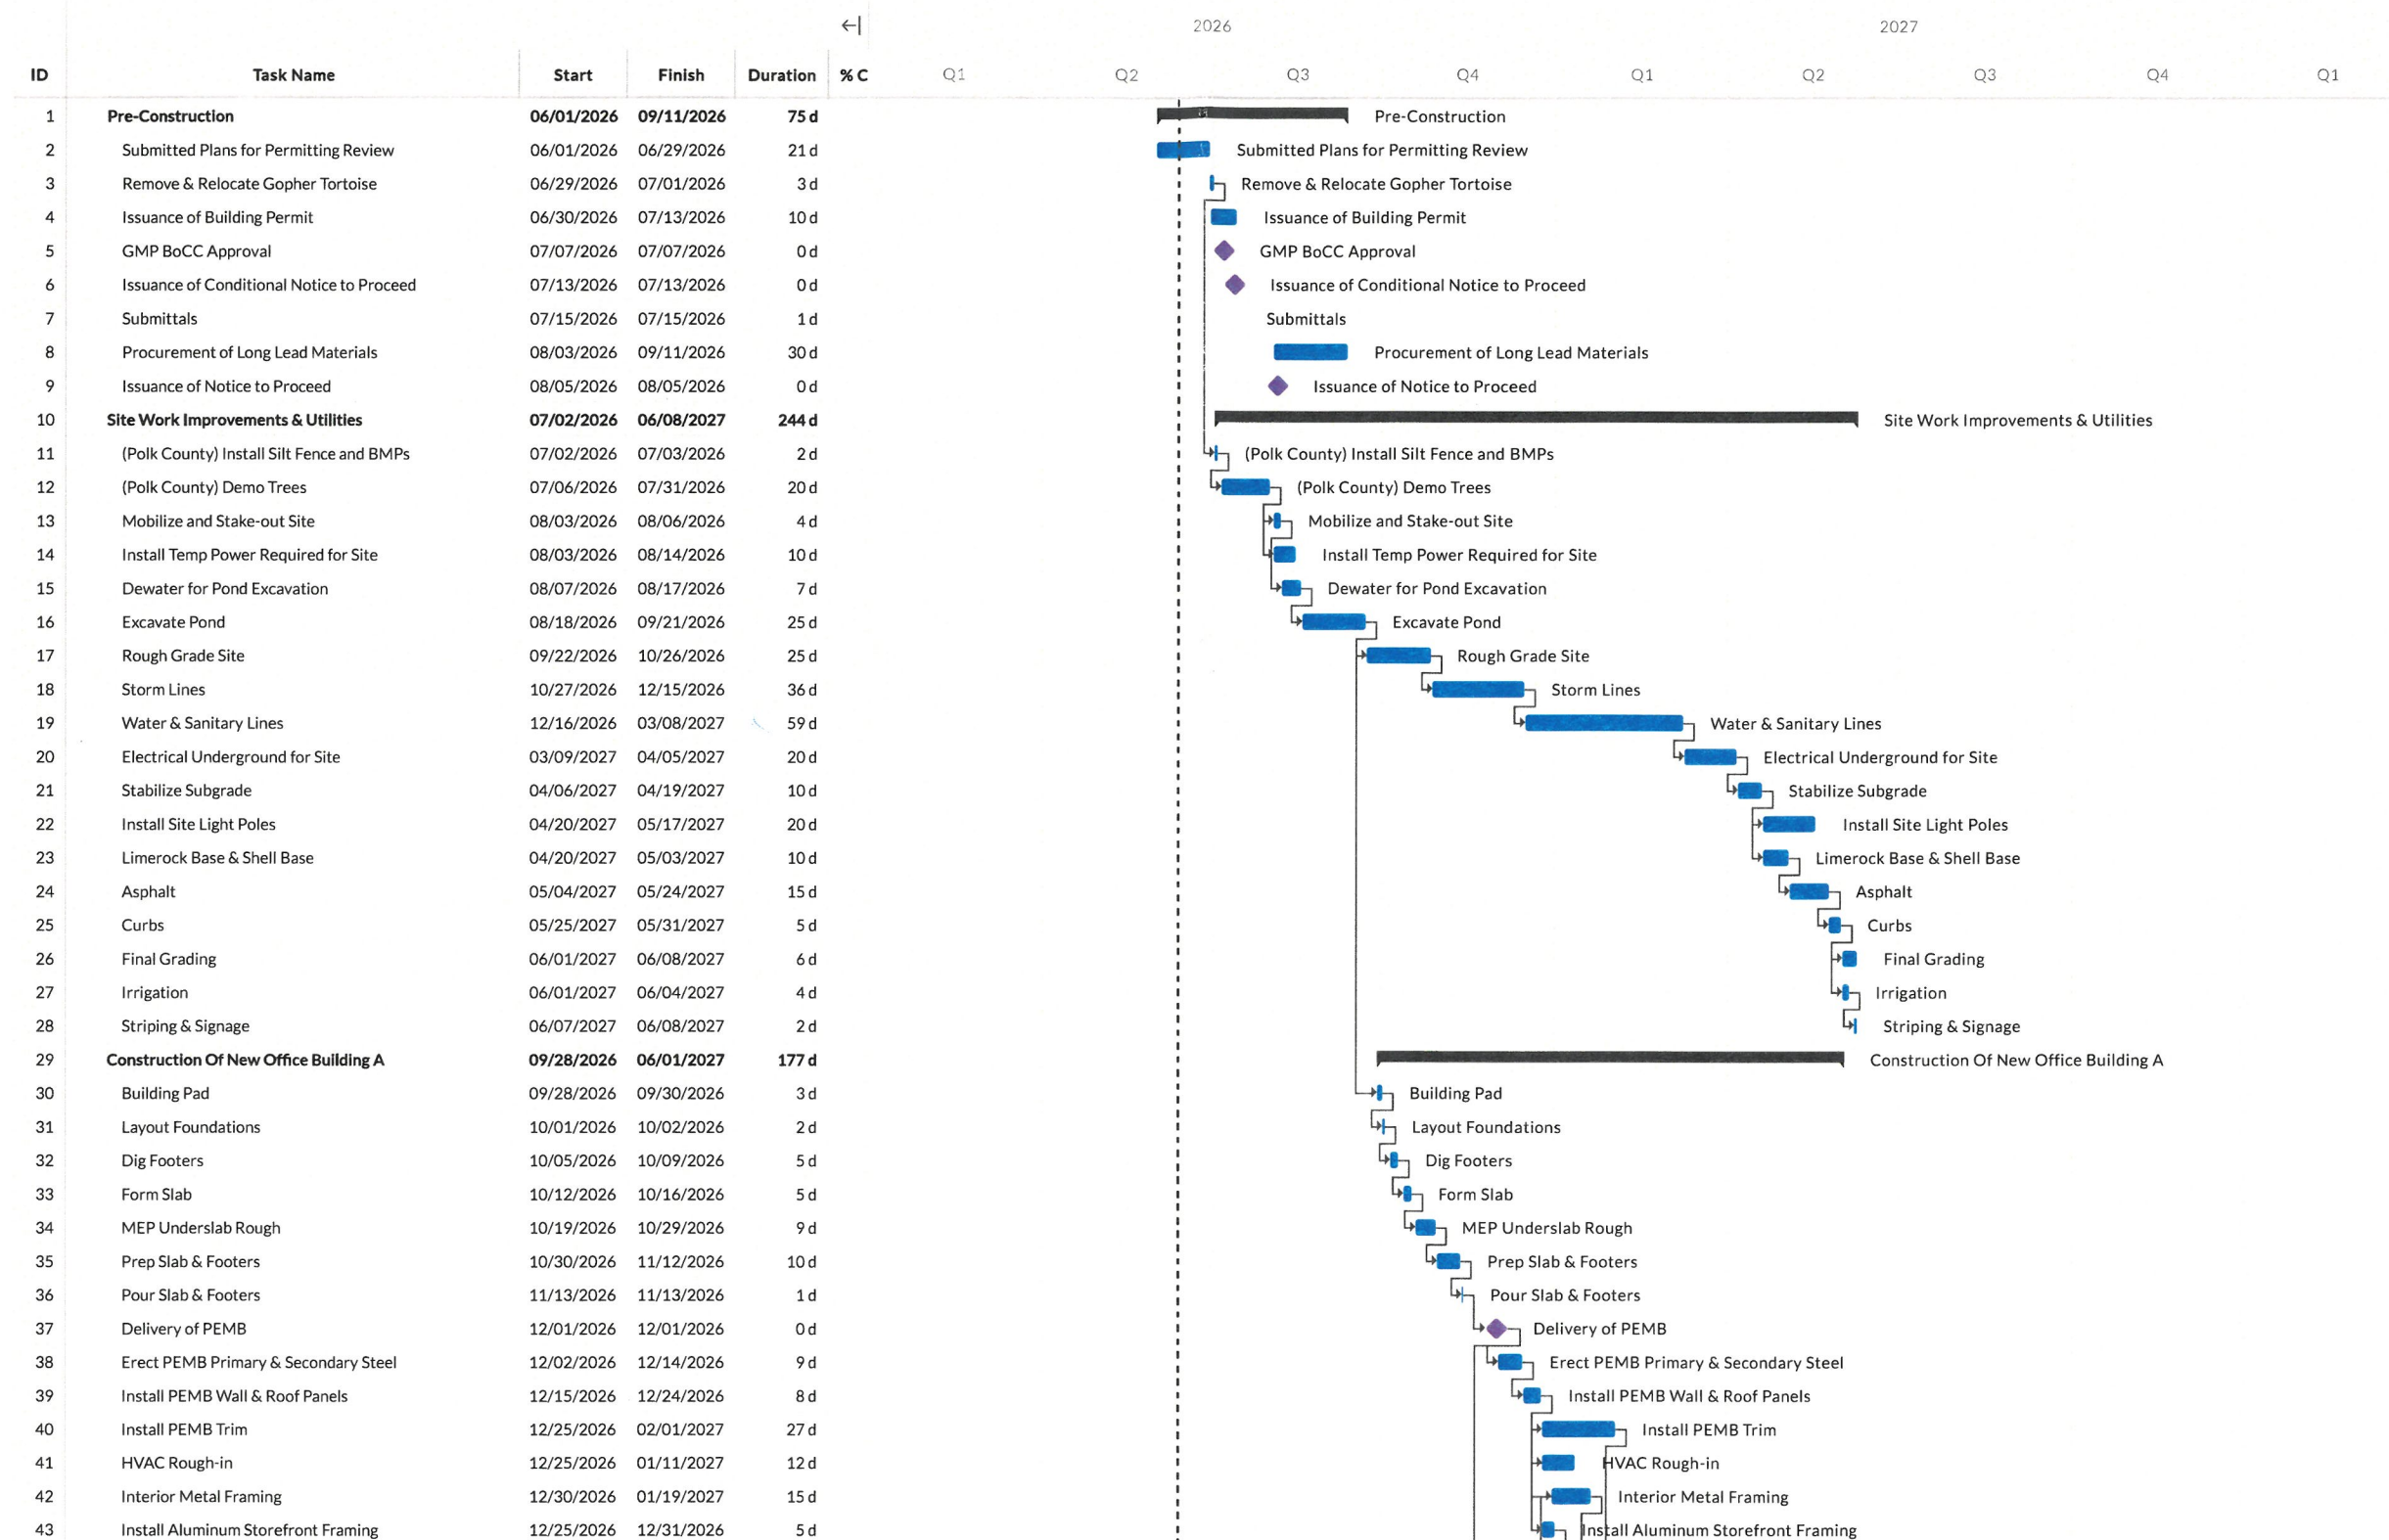 2026 2027
ID Task Name Start Finish Duration % C Q1 Q2 Q3 Q4 Q1 Q2 Q3 Q4 Q1
1 Pre-Construction 06/01/2026 09/11/2026 75 d Pre-Construction
2 Submitted Plans for Permitting Review 06/01/2026 06/29/2026 21 d Submitted Plans for Permitting Review
3 Remove & Relocate Gopher Tortoise 06/29/2026 07/01/2026 3 d Remove & Relocate Gopher Tortoise
4 Issuance of Building Permit 06/30/2026 07/13/2026 10 d Issuance of Building Permit
5 GMP BoCC Approval 07/07/2026 07/07/2026 0 d GMP BoCC Approval
6 Issuance of Conditional Notice to Proceed 07/13/2026 07/13/2026 0 d Issuance of Conditional Notice to Proceed
7 Submittals 07/15/2026 07/15/2026 1 d Submittals
8 Procurement of Long Lead Materials 08/03/2026 09/11/2026 30 d Procurement of Long Lead Materials
9 Issuance of Notice to Proceed 08/05/2026 08/05/2026 0 d Issuance of Notice to Proceed
10 Site Work Improvements & Utilities 07/02/2026 06/08/2027 244 d Site Work Improvements & Utilities
11 (Polk County) Install Silt Fence and BMPs 07/02/2026 07/03/2026 2 d (Polk County) Install Silt Fence and BMPs
12 (Polk County) Demo Trees 07/06/2026 07/31/2026 20 d (Polk County) Demo Trees
13 Mobilize and Stake-out Site 08/03/2026 08/06/2026 4 d Mobilize and Stake-out Site
14 Install Temp Power Required for Site 08/03/2026 08/14/2026 10 d Install Temp Power Required for Site
15 Dewater for Pond Excavation 08/07/2026 08/17/2026 7 d Dewater for Pond Excavation
16 Excavate Pond 08/18/2026 09/21/2026 25 d Excavate Pond
17 Rough Grade Site 09/22/2026 10/26/2026 25 d Rough Grade Site
18 Storm Lines 10/27/2026 12/15/2026 36 d Storm Lines
19 Water & Sanitary Lines 12/16/2026 03/08/2027 59 d Water & Sanitary Lines
20 Electrical Underground for Site 03/09/2027 04/05/2027 20 d Electrical Underground for Site
21 Stabilize Subgrade 04/06/2027 04/19/2027 10 d Stabilize Subgrade
22 Install Site Light Poles 04/20/2027 05/17/2027 20 d Install Site Light Poles
23 Limerock Base & Shell Base 04/20/2027 05/03/2027 10 d Limerock Base & Shell Base
24 Asphalt 05/04/2027 05/24/2027 15 d Asphalt
25 Curbs 05/25/2027 05/31/2027 5 d Curbs
26 Final Grading 06/01/2027 06/08/2027 6 d Final Grading
27 Irrigation 06/01/2027 06/04/2027 4 d Irrigation
28 Striping & Signage 06/07/2027 06/08/2027 2 d Striping & Signage
29 Construction Of New Office Building A 09/28/2026 06/01/2027 177 d Construction Of New Office Building A
30 Building Pad 09/28/2026 09/30/2026 3 d Building Pad
31 Layout Foundations 10/01/2026 10/02/2026 2 d Layout Foundations
32 Dig Footers 10/05/2026 10/09/2026 5 d Dig Footers
33 Form Slab 10/12/2026 10/16/2026 5 d Form Slab
34 MEP Underslab Rough 10/19/2026 10/29/2026 9 d MEP Underslab Rough
35 Prep Slab & Footers 10/30/2026 11/12/2026 10 d Prep Slab & Footers
36 Pour Slab & Footers 11/13/2026 11/13/2026 1 d Pour Slab & Footers
37 Delivery of PEMB 12/01/2026 12/01/2026 0 d Delivery of PEMB
38 Erect PEMB Primary & Secondary Steel 12/02/2026 12/14/2026 9 d Erect PEMB Primary & Secondary Steel
39 Install PEMB Wall & Roof Panels 12/15/2026 12/24/2026 8 d Install PEMB Wall & Roof Panels
40 Install PEMB Trim 12/25/2026 02/01/2027 27 d Install PEMB Trim
41 HVAC Rough-in 12/25/2026 01/11/2027 12 d HVAC Rough-in
42 Interior Metal Framing 12/30/2026 01/19/2027 15 d Interior Metal Framing
43 Install Aluminum Storefront Framing 12/25/2026 12/31/2026 5 d Install Aluminum Storefront Framing